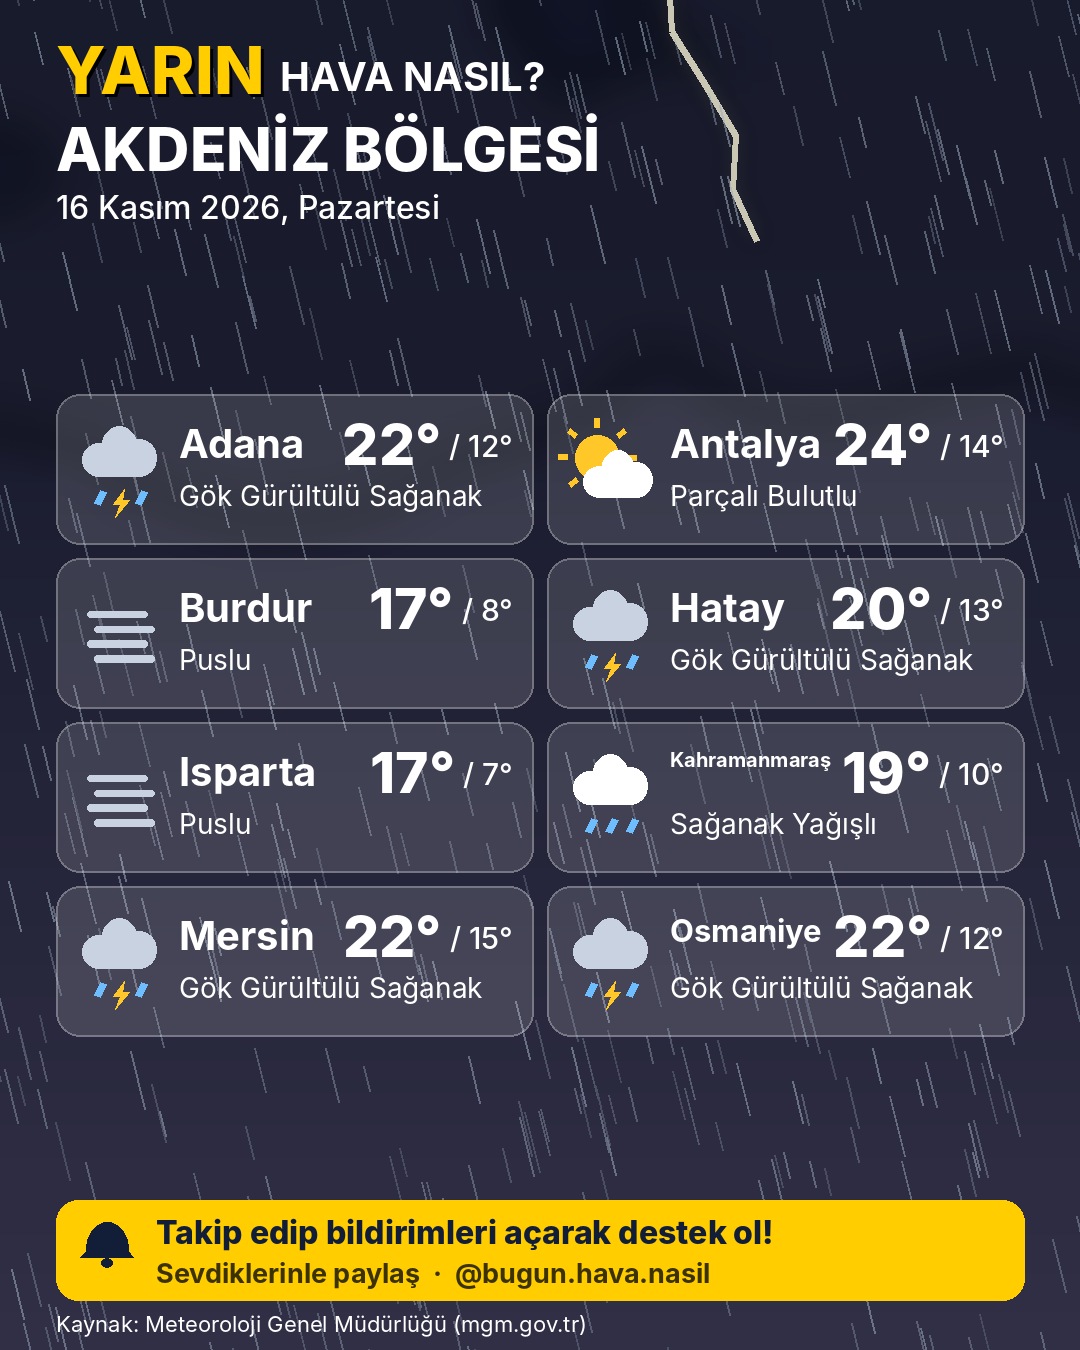 YARIN HAVA NASIL?
AKDENİZ BÖLGESİ
16 Kasım 2026, Pazartesi
Adana 22° / 12°
Gök Gürültülü Sağanak
Antalya 24° / 14°
Parçalı Bulutlu
Burdur 17° / 8°
Puslu
Hatay 20° / 13°
Gök Gürültülü Sağanak
Isparta 17° / 7°
Puslu
Kahramanmaraş 19° / 10°
Sağanak Yağışlı
Mersin 22° / 15°
Gök Gürültülü Sağanak
Osmaniye 22° / 12°
Gök Gürültülü Sağanak
Takip edip bildirimleri açarak destek ol!
Sevdiklerinle paylaş · @bugun.hava.nasil
Kaynak: Meteoroloji Genel Müdürlüğü (mgm.gov.tr)